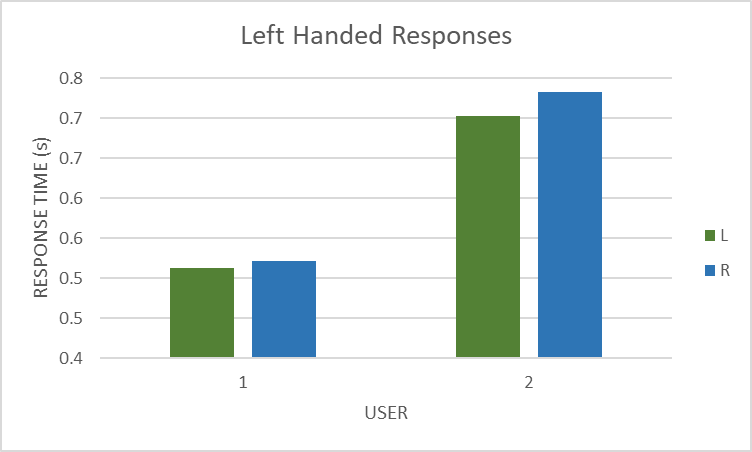 Left Handed Responses
RESPONSE TIME (s)
0.8
0.7
0.7
0.6
0.6
0.5
0.5
0.4
1
2
USER
L
R